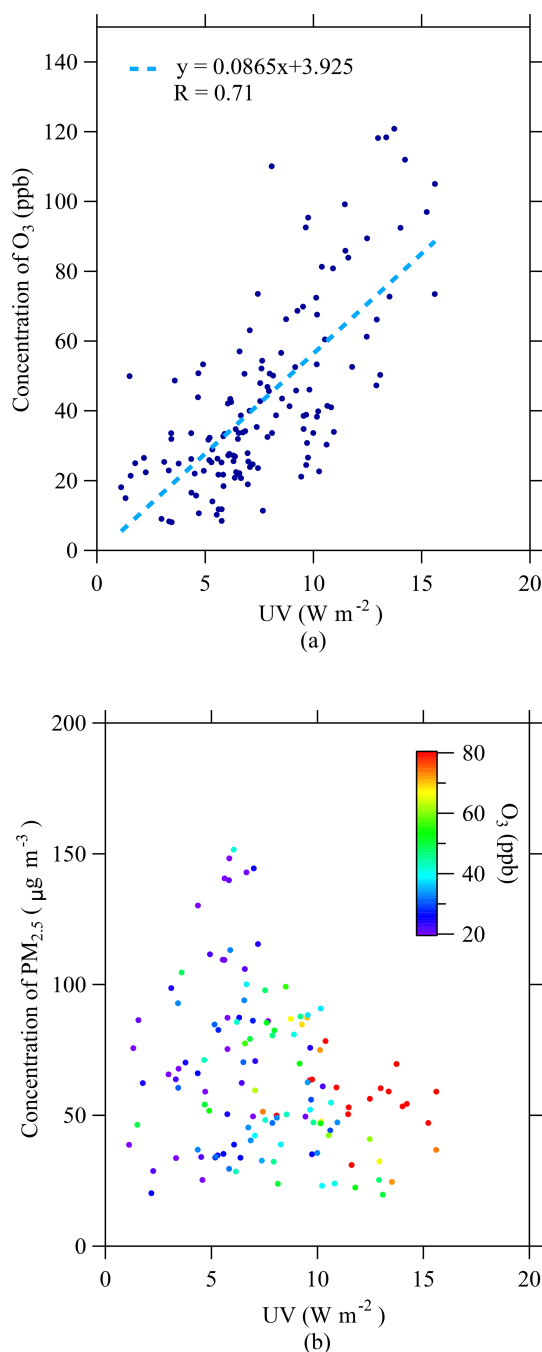 140
120
100
80
60
40
20
0
Concentration of O3 (ppb)
y = 0.0865x+3.925
R = 0.71
0 5 10 15 20
UV (W m-2 )
(a)
200
150
100
50
0
Concentration of PM2.5 ( μg m-3)
80
60
40
20
O3 (ppb)
0 5 10 15 20
UV (W m-2 )
(b)